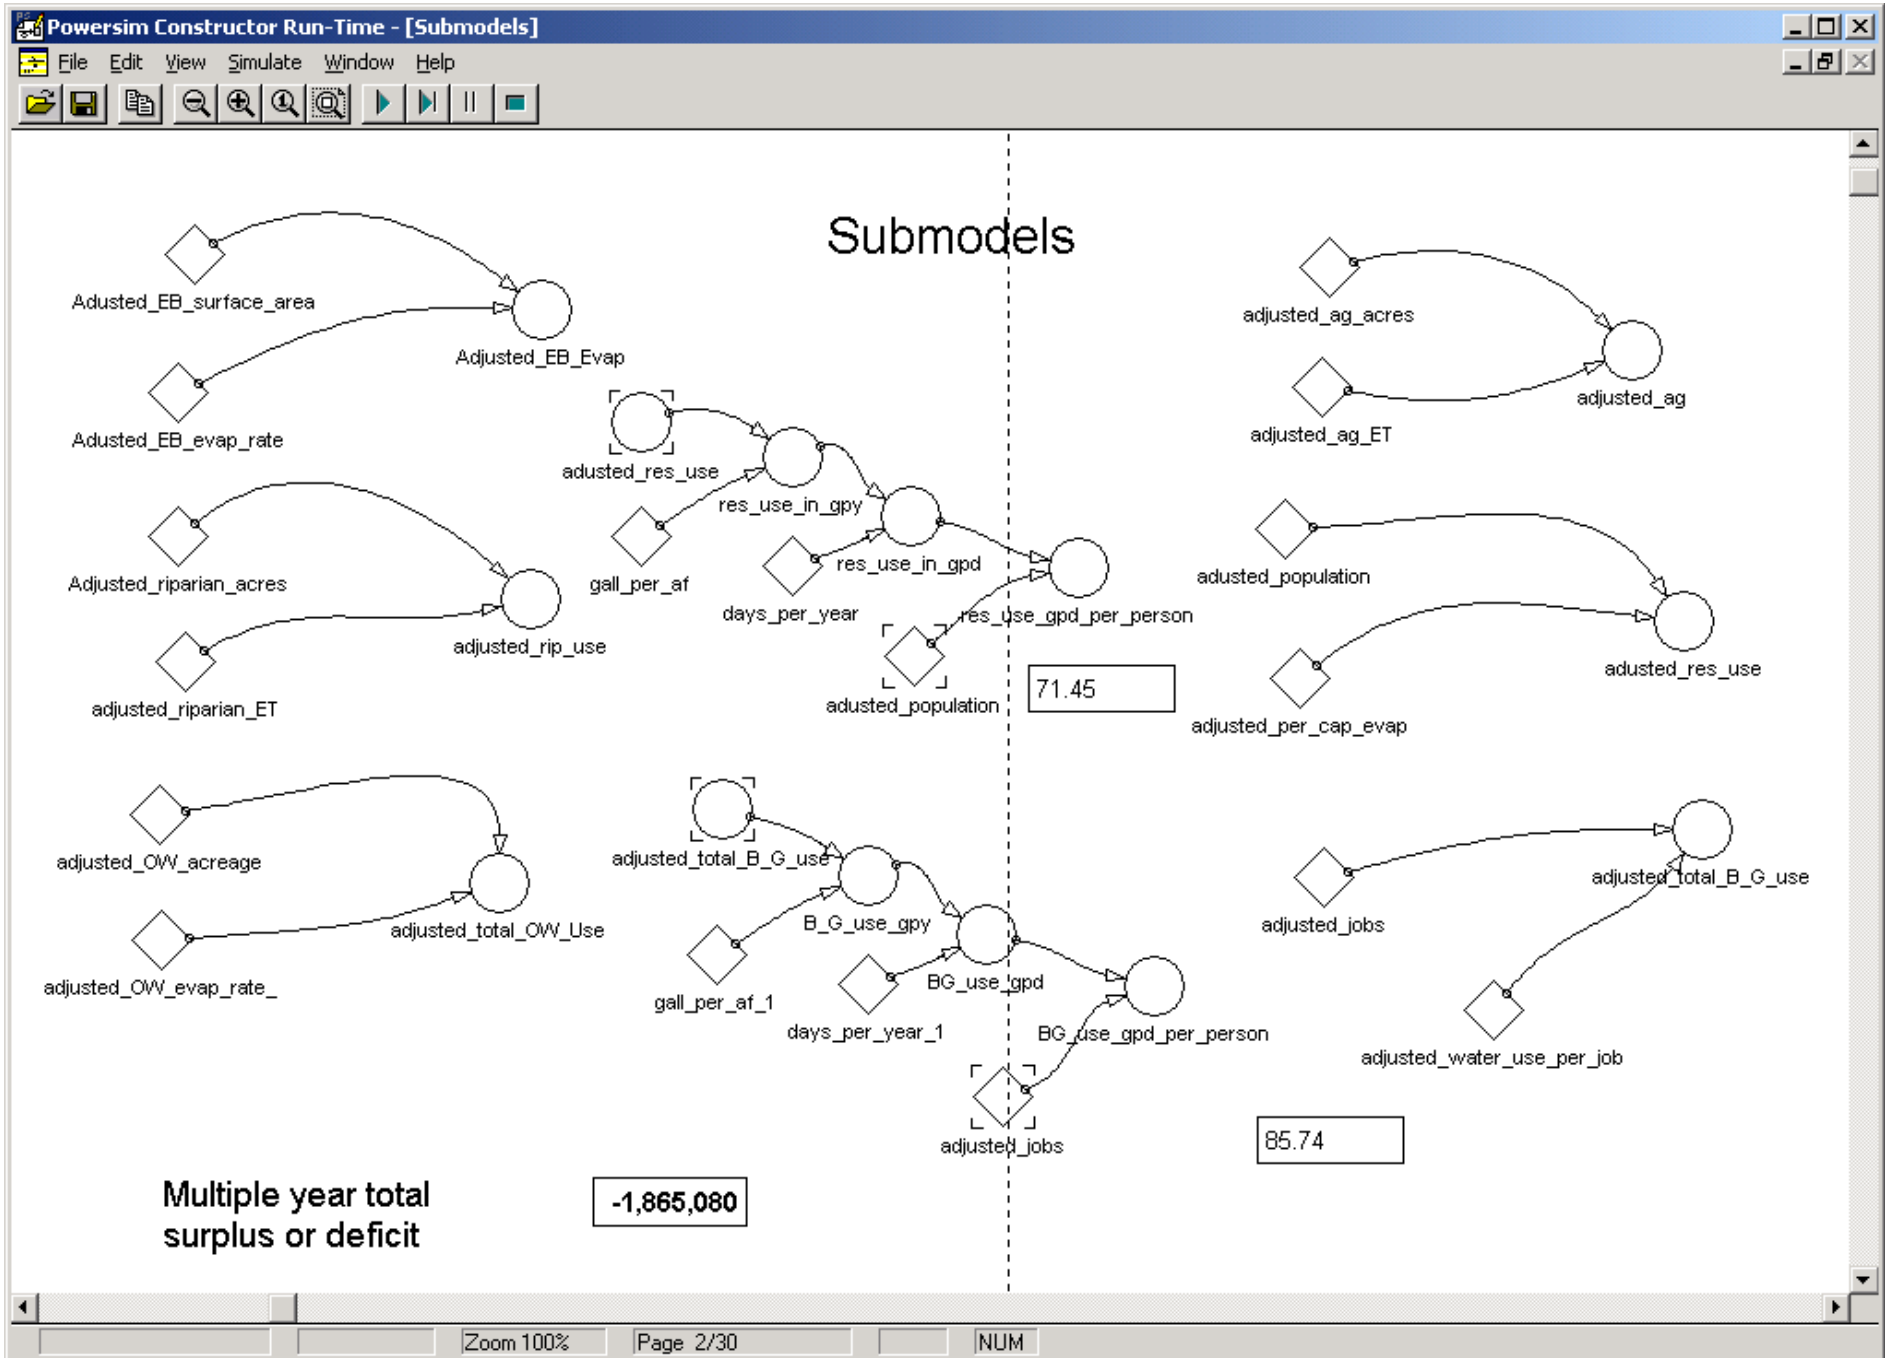 Powersim Constructor Run-Time - [Submodels]
File Edit View Simulate Window Help
Submodels
Adusted_EB_surface_area
Adjusted_EB_Evap
Adusted_EB_evap_rate
adjusted_ag_acres
adjusted_ag
adjusted_ag_ET
adusted_res_use
res_use_in_gpy
gall_per_af
res_use_in_gpd
days_per_year
res_use_gpd_per_person
adusted_population
71.45
Adjusted_riparian_acres
adjusted_rip_use
adjusted_riparian_ET
adusted_population
adusted_res_use
adjusted_per_cap_evap
adjusted_OW_acreage
adjusted_total_OW_Use
adjusted_OW_evap_rate_
adjusted_total_B_G_use
B_G_use_gpy
gall_per_af_1
BG_use_gpd
days_per_year_1
BG_use_gpd_per_person
adjusted_jobs
85.74
adjusted_total_B_G_use
adjusted_jobs
adjusted_water_use_per_job
Multiple year total
surplus or deficit
-1,865,080
Zoom 100% Page 2/30 NUM